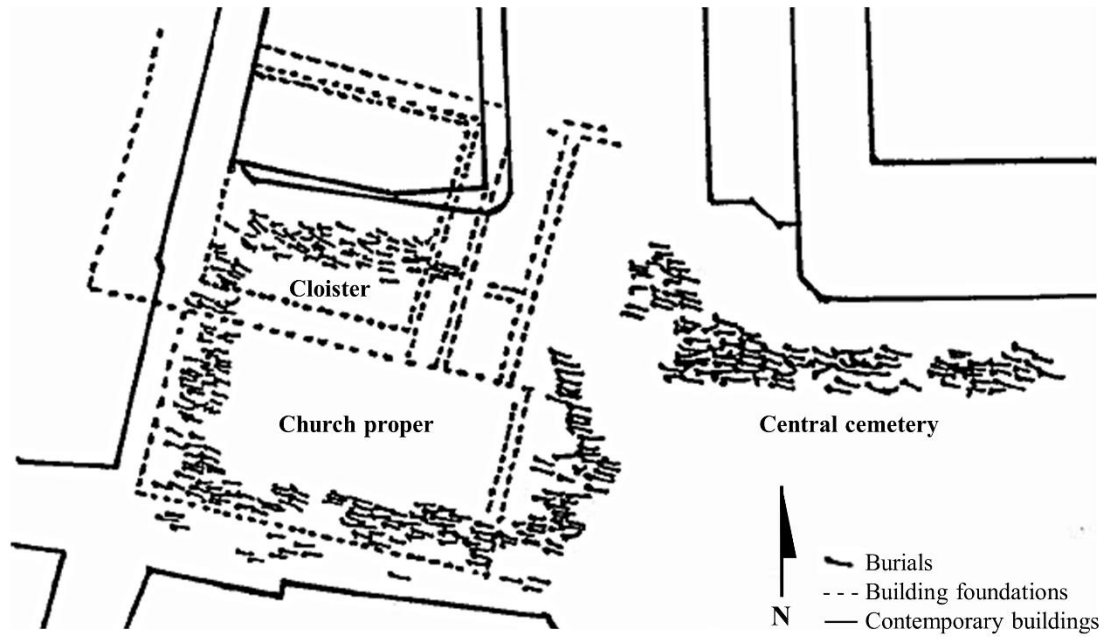 Cloister
Church proper
Central cemetery
N
Burials
Building foundations
Contemporary buildings